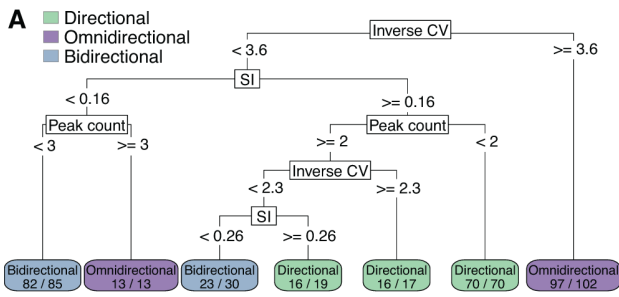 A
Directional
Omnidirectional
Bidirectional
Inverse CV
< 3.6
>= 3.6
SI
< 0.16
>= 0.16
Peak count
Peak count
< 3
>= 3
>= 2
< 2
Inverse CV
< 2.3
>= 2.3
SI
< 0.26
>= 0.26
Bidirectional
82 / 85
Omnidirectional
13 / 13
Bidirectional
23 / 30
Directional
16 / 19
Directional
16 / 17
Directional
70 / 70
Omnidirectional
97 / 102